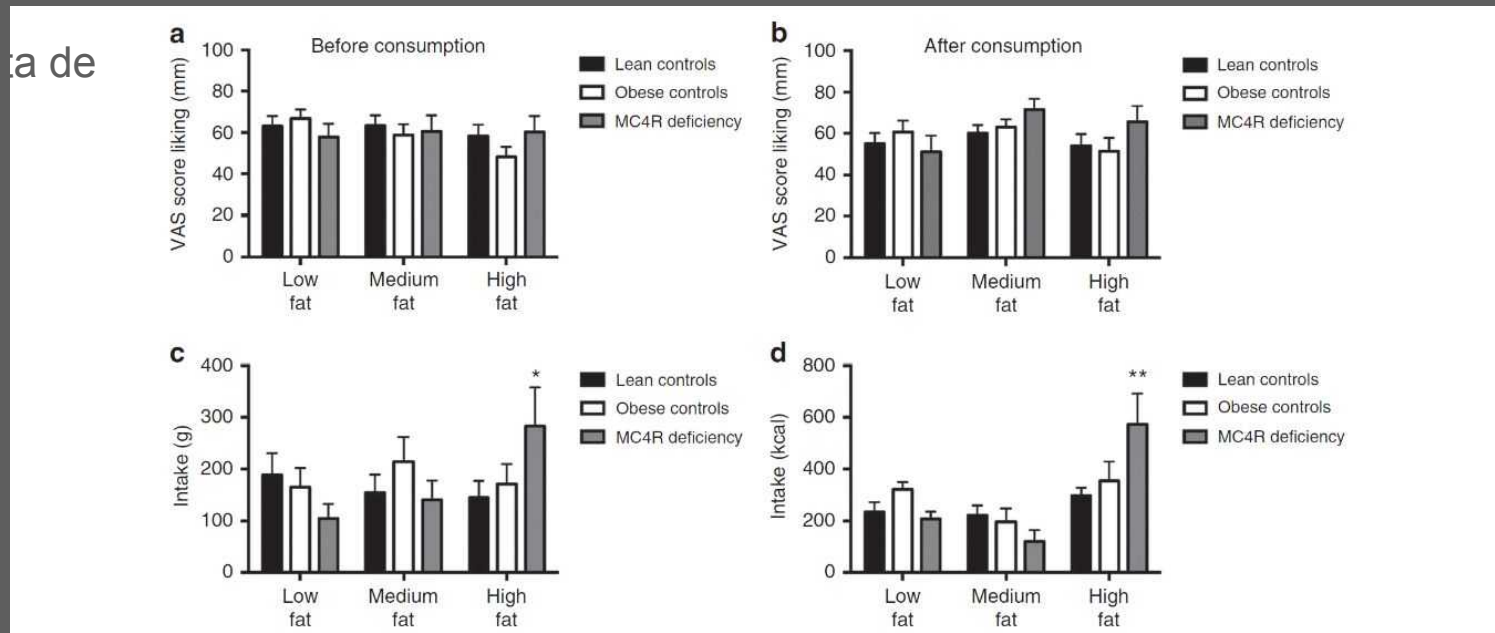 ta de
a
Before consumption
VAS score liking (mm)
100
80
60
40
20
0
Low fat
Medium fat
High fat
Lean controls
Obese controls
MC4R deficiency
b
After consumption
VAS score liking (mm)
100
80
60
40
20
0
Low fat
Medium fat
High fat
Lean controls
Obese controls
MC4R deficiency
c
Intake (g)
400
300
200
100
0
*
Low fat
Medium fat
High fat
Lean controls
Obese controls
MC4R deficiency
d
Intake (kcal)
800
600
400
200
0
**
Low fat
Medium fat
High fat
Lean controls
Obese controls
MC4R deficiency